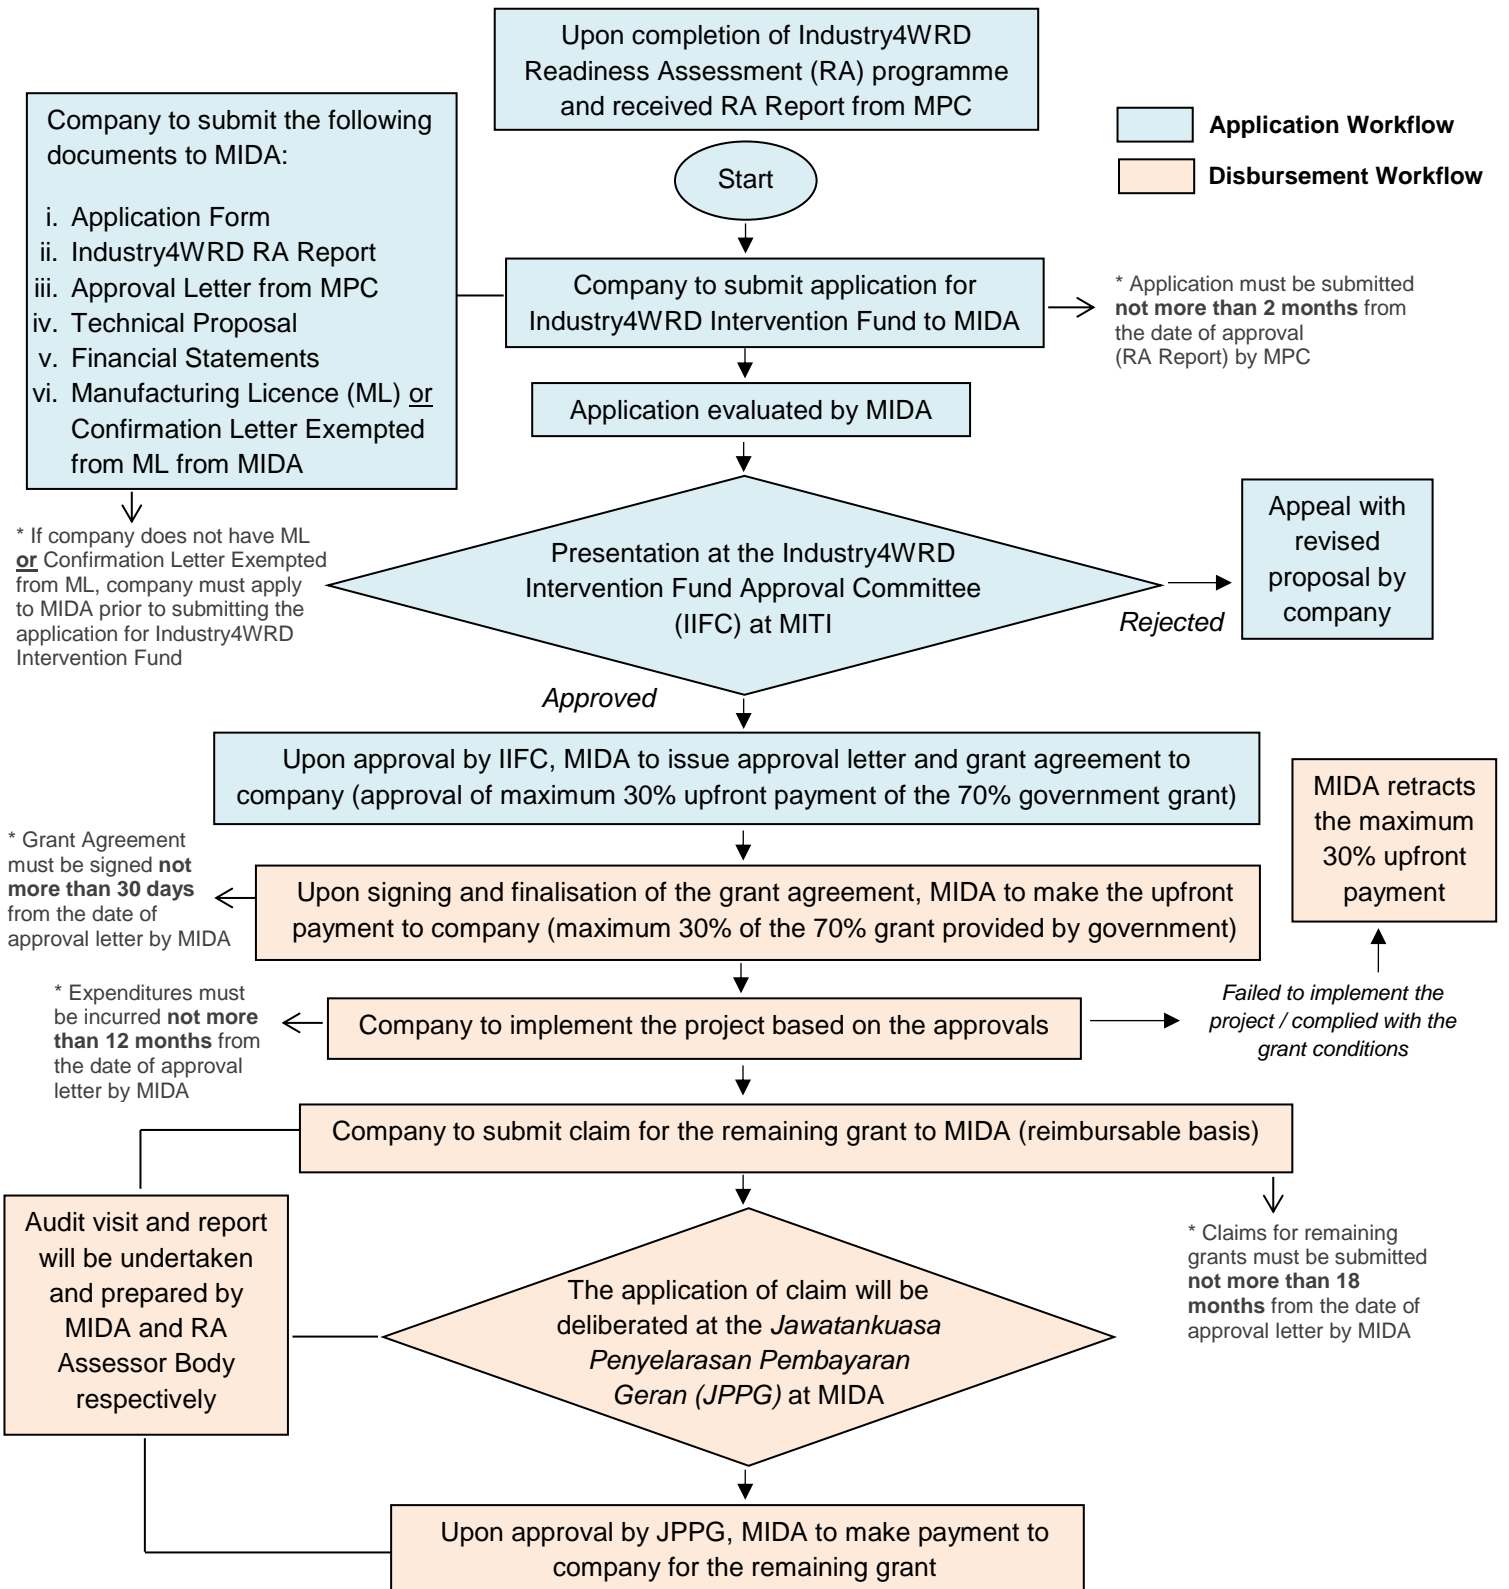 Upon completion of Industry4WRD
Readiness Assessment (RA) programme
and received RA Report from MPC
Application Workflow
Disbursement Workflow
Start
Company to submit the following
documents to MIDA:
i. Application Form
ii. Industry4WRD RA Report
iii. Approval Letter from MPC
iv. Technical Proposal
v. Financial Statements
vi. Manufacturing Licence (ML) or
Confirmation Letter Exempted
from ML from MIDA
Company to submit application for
Industry4WRD Intervention Fund to MIDA
* Application must be submitted
not more than 2 months from
the date of approval
(RA Report) by MPC
Application evaluated by MIDA
* If company does not have ML
or Confirmation Letter Exempted
from ML, company must apply
to MIDA prior to submitting the
application for Industry4WRD
Intervention Fund
Presentation at the Industry4WRD
Intervention Fund Approval Committee
(IIFC) at MITI
Rejected
Appeal with
revised
proposal by
company
Approved
Upon approval by IIFC, MIDA to issue approval letter and grant agreement to
company (approval of maximum 30% upfront payment of the 70% government grant)
MIDA retracts
the maximum
30% upfront
payment
* Grant Agreement
must be signed not
more than 30 days
from the date of
approval letter by MIDA
Upon signing and finalisation of the grant agreement, MIDA to make the upfront
payment to company (maximum 30% of the 70% grant provided by government)
* Expenditures must
be incurred not more
than 12 months from
the date of approval
letter by MIDA
Company to implement the project based on the approvals
Failed to implement the
project / complied with the
grant conditions
Company to submit claim for the remaining grant to MIDA (reimbursable basis)
Audit visit and report
will be undertaken
and prepared by
MIDA and RA
Assessor Body
respectively
The application of claim will be
deliberated at the Jawatankuasa
Penyelarasan Pembayaran
Geran (JPPG) at MIDA
* Claims for remaining
grants must be submitted
not more than 18
months from the date of
approval letter by MIDA
Upon approval by JPPG, MIDA to make payment to
company for the remaining grant